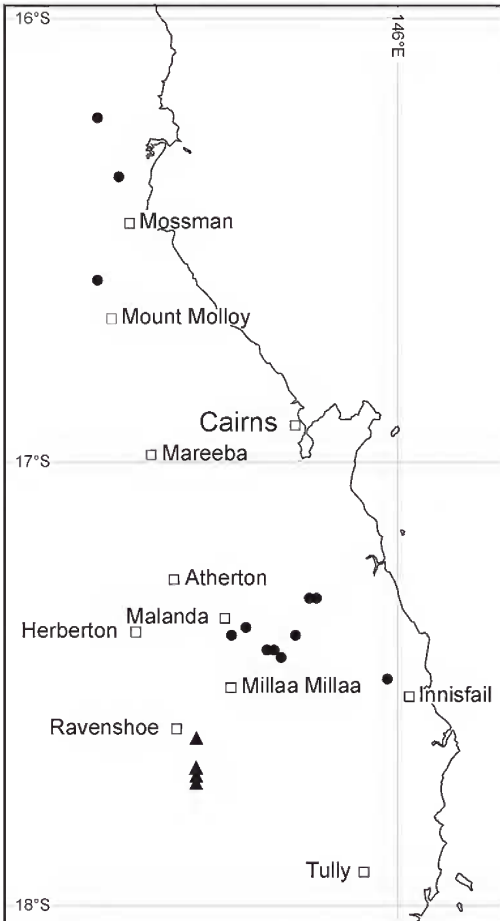 16°S
146°E
Mossman
Mount Molloy
Cairns
17°S
Mareeba
Atherton
Malanda
Herberton
Millaa Millaa
Innisfail
Ravenshoe
Tully
18°S